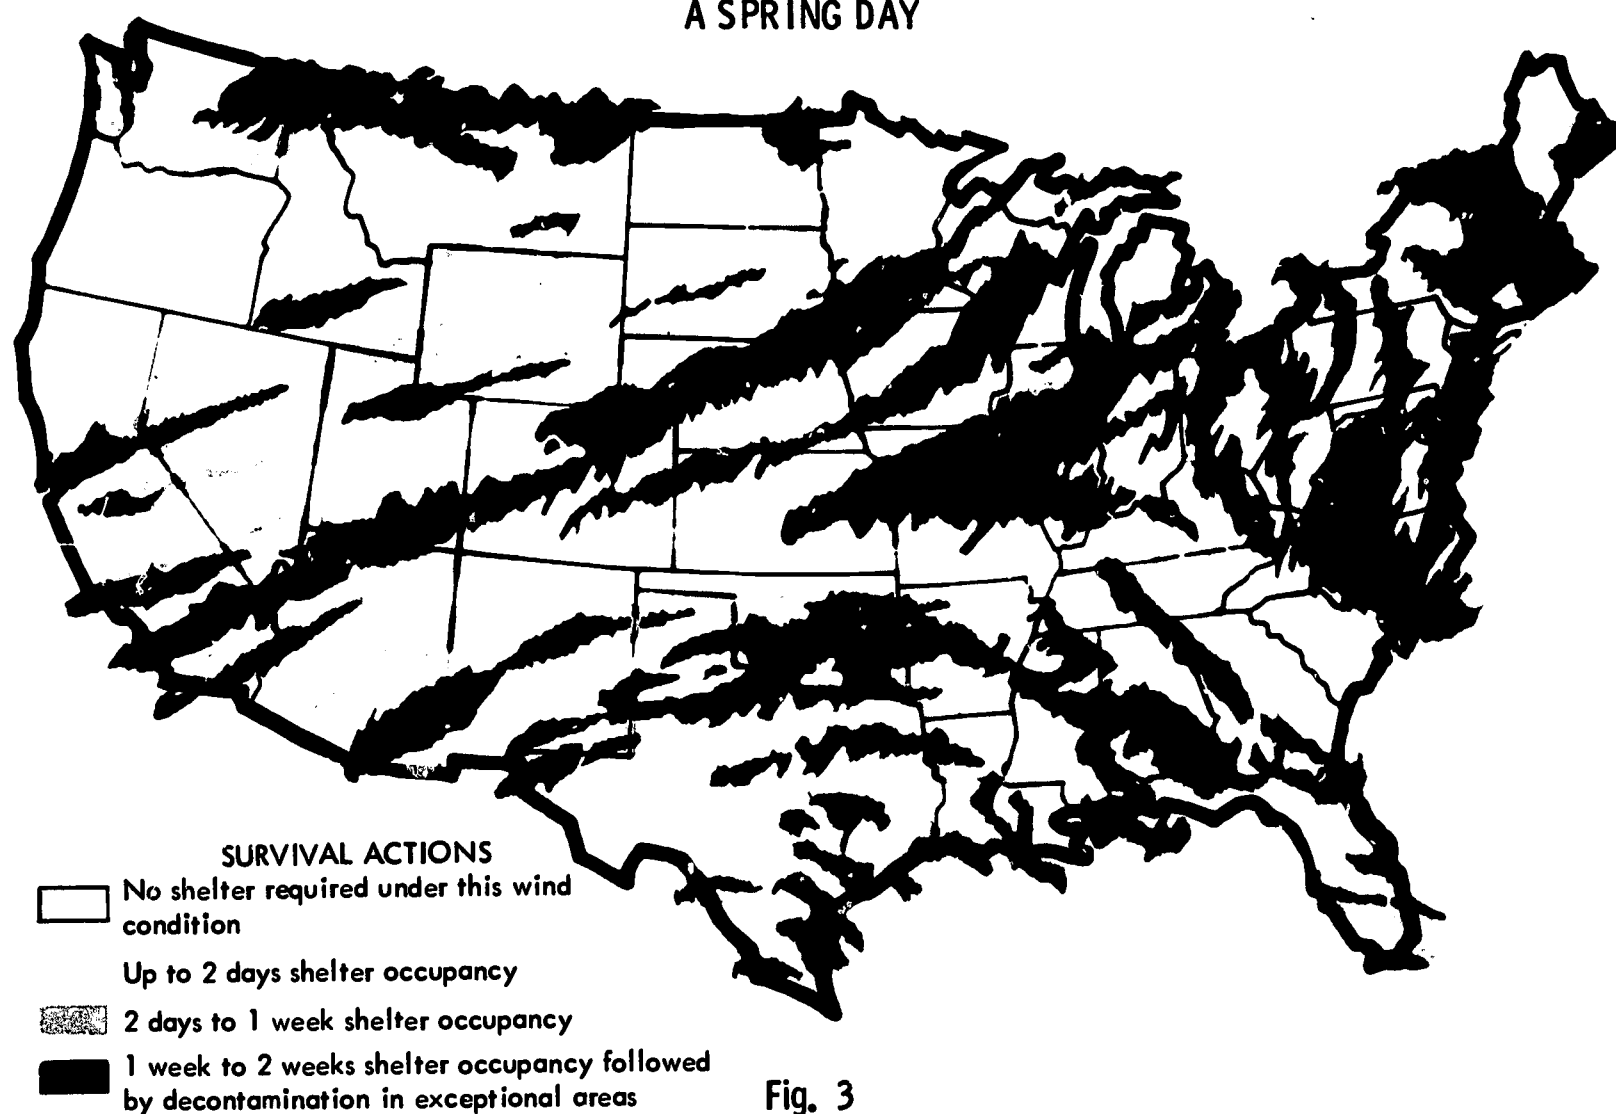 A SPRING DAY
SURVIVAL ACTIONS
No shelter required under this wind
condition
Up to 2 days shelter occupancy
2 days to 1 week shelter occupancy
1 week to 2 weeks shelter occupancy followed
by decontamination in exceptional areas
Fig. 3